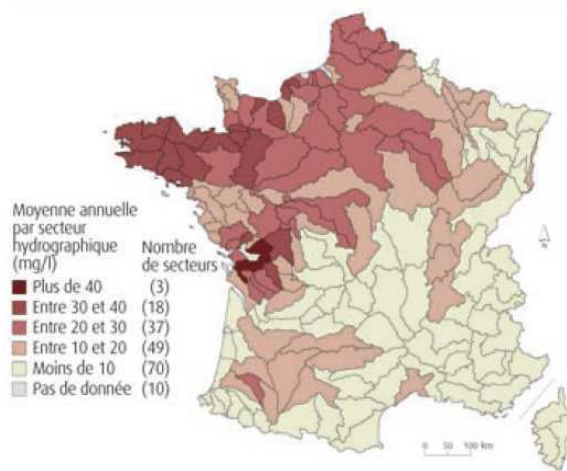 Moyenne annuelle
par secteur
hydrographique
(mg/l)
Nombre
de secteurs
Plus de 40 (3)
Entre 30 et 40 (18)
Entre 20 et 30 (37)
Entre 10 et 20 (49)
Moins de 10 (70)
Pas de donnée (10)
N
0 50 100 km